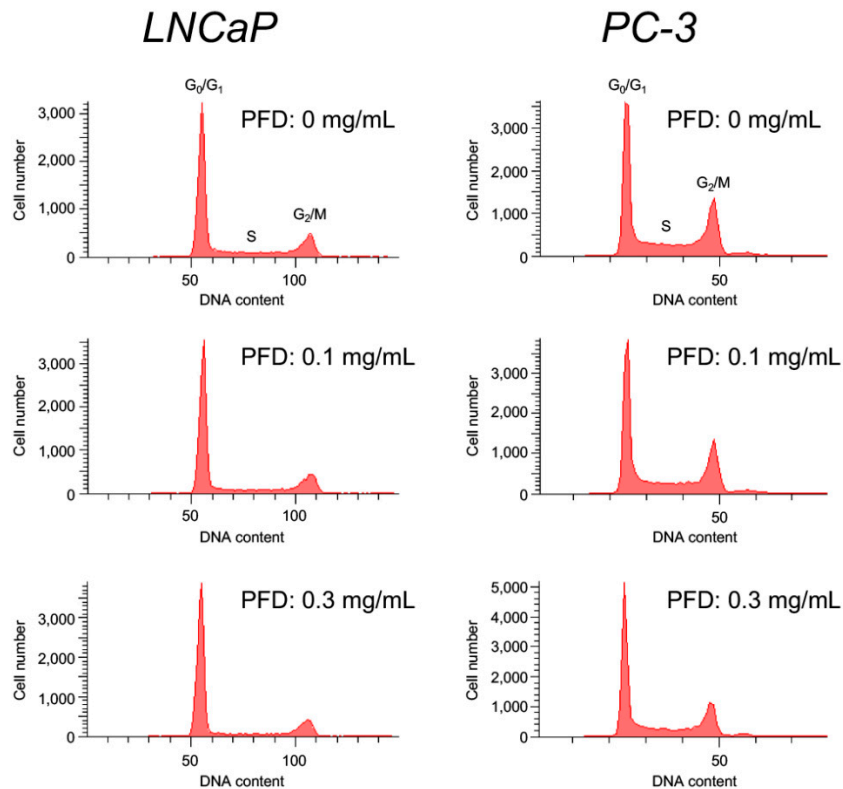 LNCaP
PC-3
G0/G1
3,000
2,000
1,000
0
Cell number
PFD: 0 mg/mL
S
G2/M
50
100
DNA content
G0/G1
3,000
2,000
1,000
0
Cell number
PFD: 0 mg/mL
S
G2/M
50
DNA content
3,000
2,000
1,000
0
Cell number
PFD: 0.1 mg/mL
50
100
DNA content
3,000
2,000
1,000
0
Cell number
PFD: 0.1 mg/mL
50
DNA content
3,000
2,000
1,000
0
Cell number
PFD: 0.3 mg/mL
50
100
DNA content
5,000
4,000
3,000
2,000
1,000
0
Cell number
PFD: 0.3 mg/mL
50
DNA content